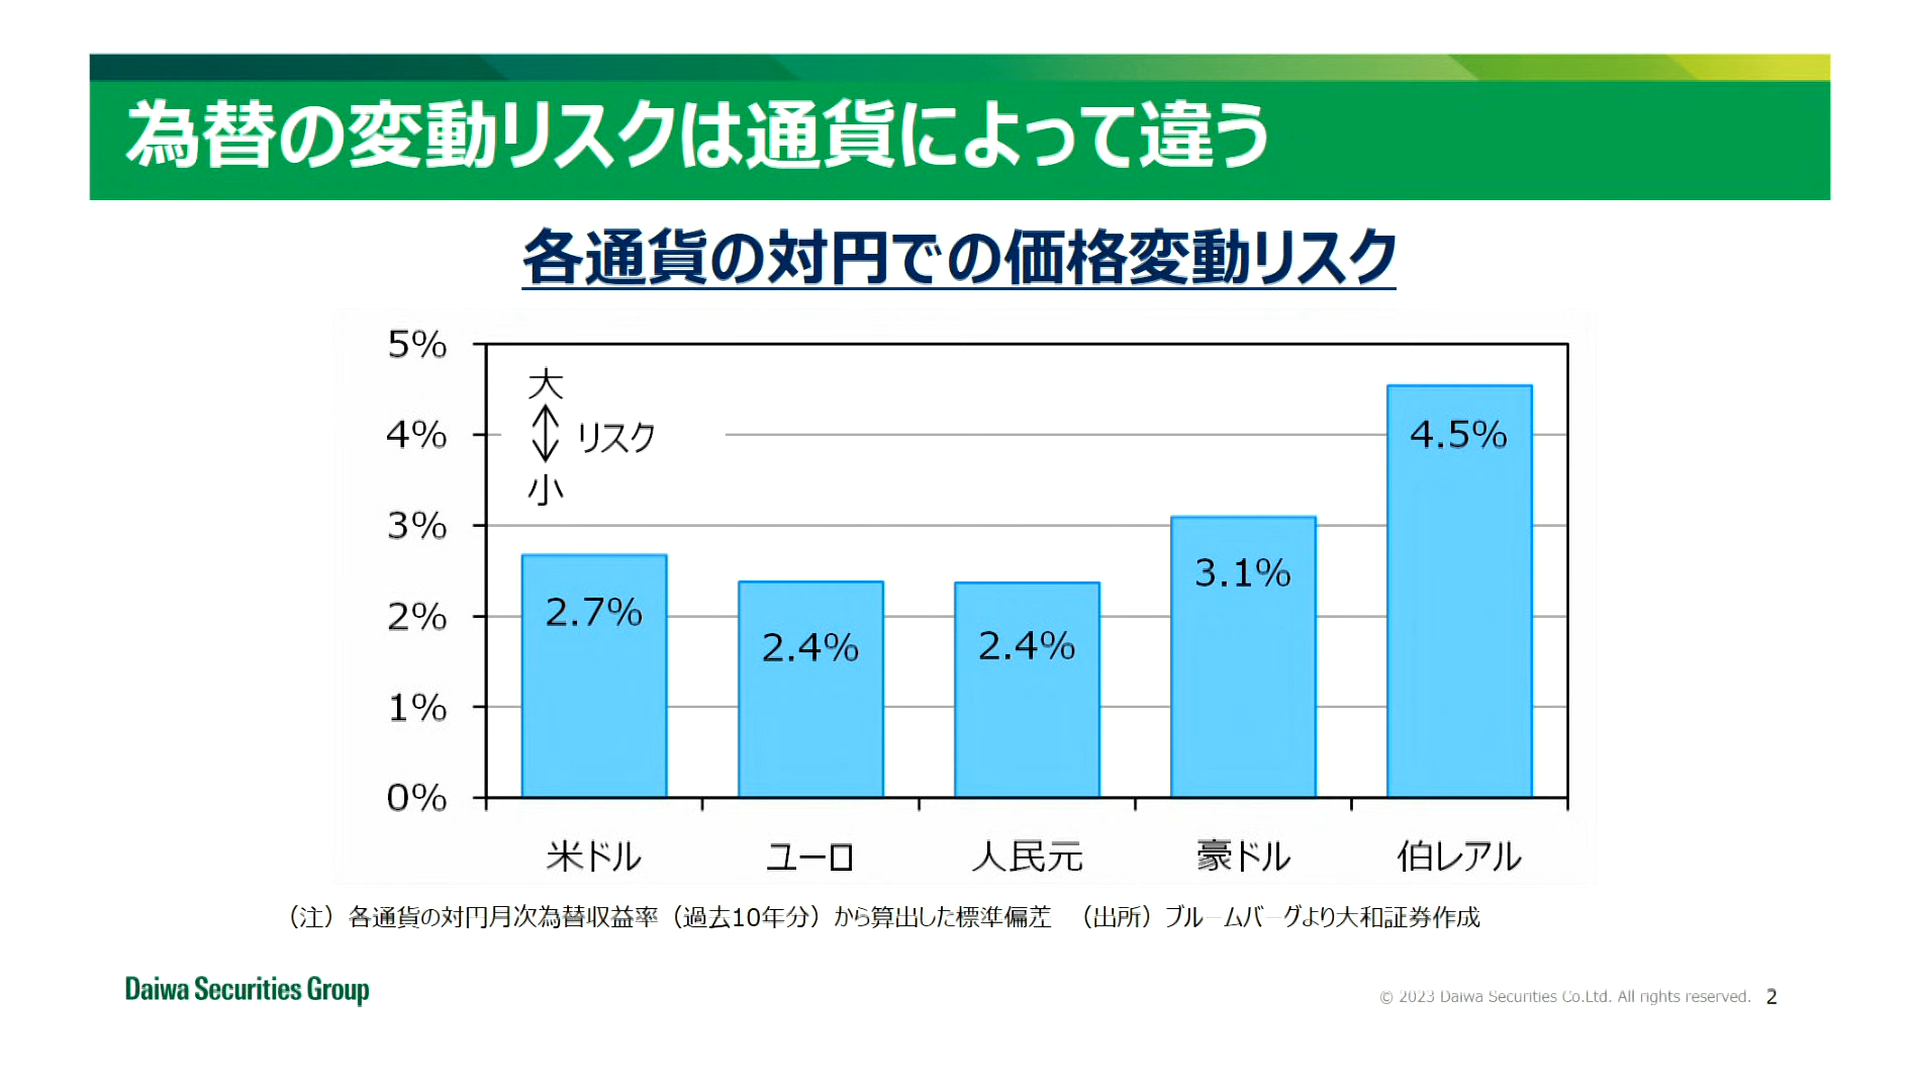 為替の変動リスクは通貨によって違う
各通貨の対円での価格変動リスク
5%
4%
3%
2%
1%
0%
大
リスク
小
2.7%
2.4%
2.4%
3.1%
4.5%
米ドル
ユーロ
人民元
豪ドル
伯レアル
（注）各通貨の対円月次為替収益率（過去10年分）から算出した標準偏差　（出所）ブルームバーグより大和証券作成
Daiwa Securities Group
© 2023 Daiwa Securities Co.Ltd. All rights reserved. 2